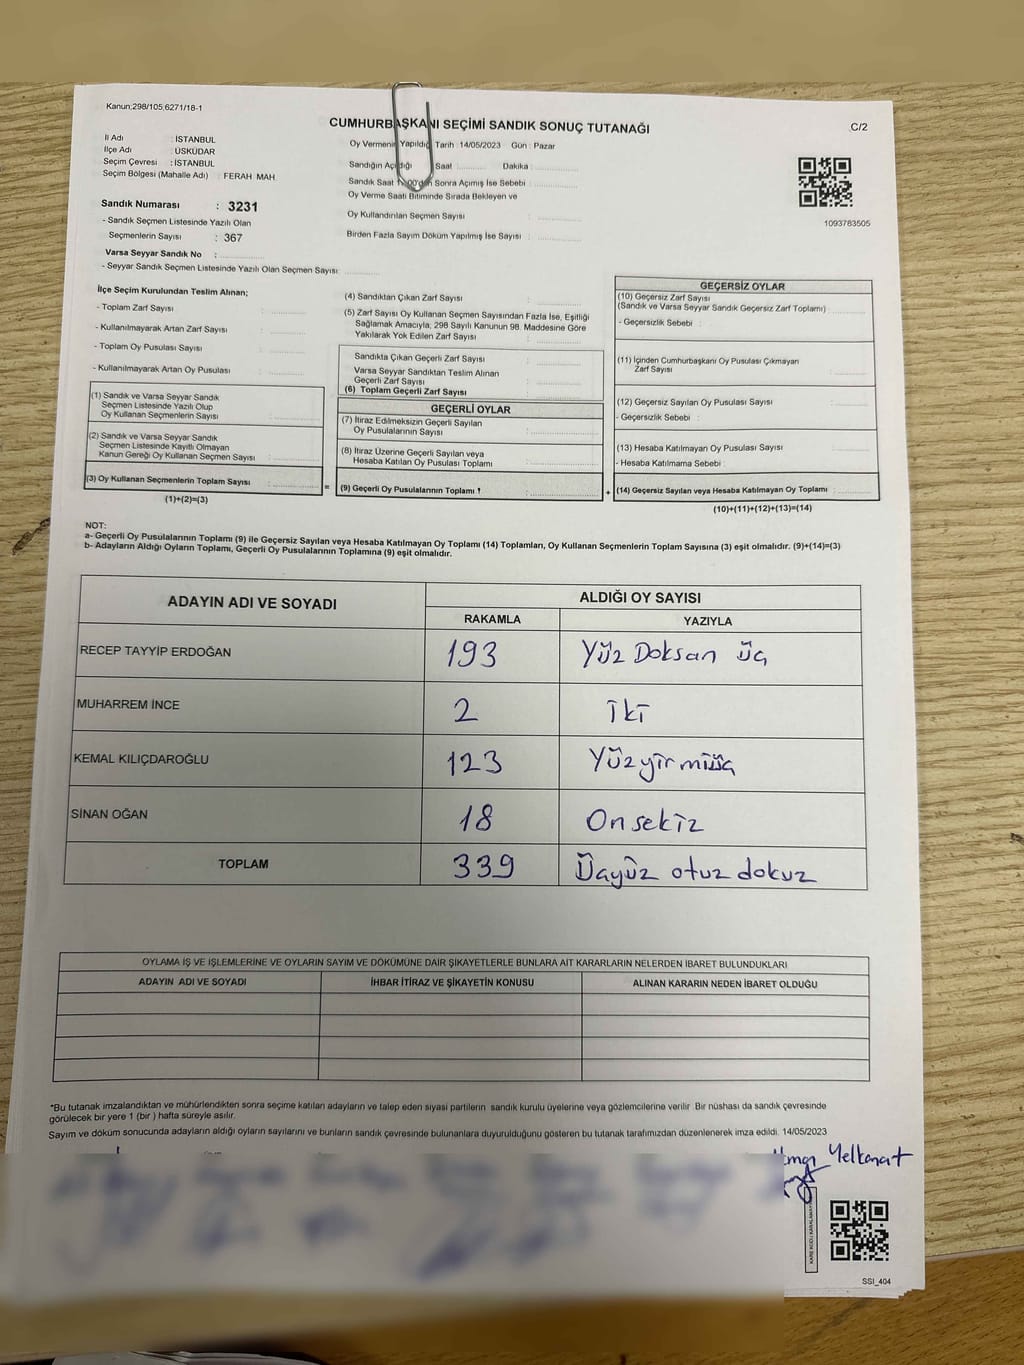 Kanun;298/105,6271/18-1
CUMHURBAŞKANI SEÇİMİ SANDIK SONUÇ TUTANAĞI
C/2
İl Adı : İSTANBUL
İlçe Adı : ÜSKÜDAR
Seçim Çevresi : İSTANBUL
Seçim Bölgesi (Mahalle Adı) : FERAH MAH.
Oy Vermenin Yapıldığı Tarih : 14/05/2023 Gün : Pazar
Sandığın Açıldığı Saat Dakika
Sandık Saat Sonra Açımış İse Sebebi
Oy Verme Saati Bitiminde Sırada Bekleyen ve
Oy Kullandırılan Seçmen Sayısı :
Birden Fazla Sayım Döküm Yapılmış İse Sayısı :
1093783505
Sandık Numarası : 3231
- Sandık Seçmen Listesinde Yazılı Olan
Seçmenlerin Sayısı : 367
Varsa Seyyar Sandık No :
- Seyyar Sandık Seçmen Listesinde Yazılı Olan Seçmen Sayısı:
İlçe Seçim Kurulundan Teslim Alınan;
- Toplam Zarf Sayısı :
- Kullanılmayarak Artan Zarf Sayısı :
- Toplam Oy Pusulası Sayısı :
- Kullanılmayarak Artan Oy Pusulası :
(1) Sandık ve Varsa Seyyar Sandık
Seçmen Listesinde Yazılı Olup
Oy Kullanan Seçmenlerin Sayısı :
(2) Sandık ve Varsa Seyyar Sandık
Seçmen Listesinde Kayıtlı Olmayan
Kanun Gereği Oy Kullanan Seçmen Sayısı :
(3) Oy Kullanan Seçmenlerin Toplam Sayısı :
(1)+(2)=(3)
(4) Sandıktan Çıkan Zarf Sayısı :
(5) Zarf Sayısı Oy Kullanan Seçmen Sayısından Fazla İse, Eşitliği
Sağlamak Amacıyla, 298 Sayılı Kanunun 98. Maddesine Göre
Yakılarak Yok Edilen Zarf Sayısı :
Sandıkta Çıkan Geçerli Zarf Sayısı :
Varsa Seyyar Sandıktan Teslim Alınan
Geçerli Zarf Sayısı :
(6) Toplam Geçerli Zarf Sayısı :
GEÇERLİ OYLAR
(7) İtiraz Edilmeksizin Geçerli Sayılan
Oy Pusulalarının Sayısı :
(8) İtiraz Üzerine Geçerli Sayılan veya
Hesaba Katılan Oy Pusulası Toplamı :
= (9) Geçerli Oy Pusulalarının Toplamı :
GEÇERSİZ OYLAR
(10) Geçersiz Zarf Sayısı
(Sandık ve Varsa Seyyar Sandık Geçersiz Zarf Toplamı) :
- Geçersizlik Sebebi :
(11) İçinden Cumhurbaşkanı Oy Pusulası Çıkmayan
Zarf Sayısı :
(12) Geçersiz Sayılan Oy Pusulası Sayısı :
- Geçersizlik Sebebi :
(13) Hesaba Katılmayan Oy Pusulası Sayısı :
- Hesaba Katılmama Sebebi :
+ (14) Geçersiz Sayılan veya Hesaba Katılmayan Oy Toplamı :
(10)+(11)+(12)+(13)=(14)
NOT:
a- Geçerli Oy Pusulalarının Toplamı (9) ile Geçersiz Sayılan veya Hesaba Katılmayan Oy Toplamı (14) Toplamları, Oy Kullanan Seçmenlerin Toplam Sayısına (3) eşit olmalıdır. (9)+(14)=(3)
b- Adayların Aldığı Oyların Toplamı, Geçerli Oy Pusulalarının Toplamına (9) eşit olmalıdır.
ADAYIN ADI VE SOYADI
ALDIĞI OY SAYISI
RAKAMLA YAZIYLA
RECEP TAYYİP ERDOĞAN 193 Yüz Doksan üç
MUHARREM İNCE 2 İki
KEMAL KILIÇDAROĞLU 123 Yüzyirmiüç
SİNAN OĞAN 18 Onsekiz
TOPLAM 339 Üçyüz otuz dokuz
OYLAMA İŞ VE İŞLEMLERİNE VE OYLARIN SAYIM VE DÖKÜMÜNE DAİR ŞİKAYETLERLE BUNLARA AİT KARARLARIN NELERDEN İBARET BULUNDUKLARI
ADAYIN ADI VE SOYADI İHBAR İTİRAZ VE ŞİKAYETİN KONUSU ALINAN KARARIN NEDEN İBARET OLDUĞU
*Bu tutanak imzalandıktan ve mühürlendikten sonra seçime katılan adayların ve talep eden siyasi partilerin sandık kurulu üyelerine veya gözlemcilerine verilir Bir nüshası da sandık çevresinde
görülecek bir yere 1 (bir ) hafta süreyle asılır.
Sayım ve döküm sonucunda adayların aldığı oyların sayılarını ve bunların sandık çevresinde bulunanlara duyurulduğunu gösteren bu tutanak tarafımızdan düzenlenerek imza edildi. 14/05/2023
Yelkanat
SSI_404